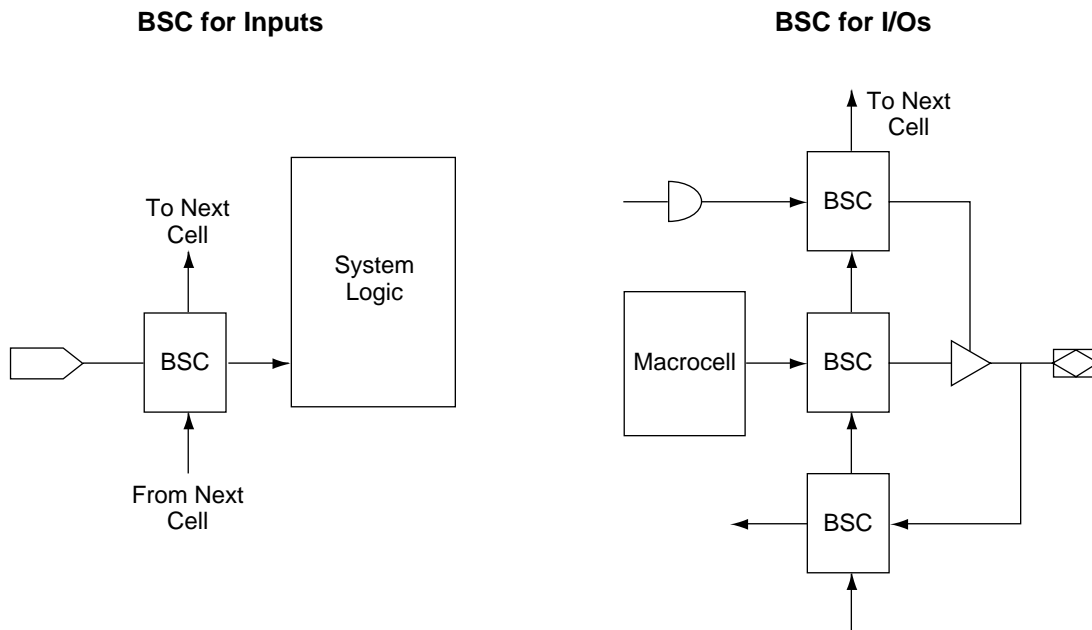 BSC for Inputs
To Next
Cell
System
Logic
BSC
From Next
Cell
BSC for I/Os
To Next
Cell
BSC
Macrocell
BSC
BSC